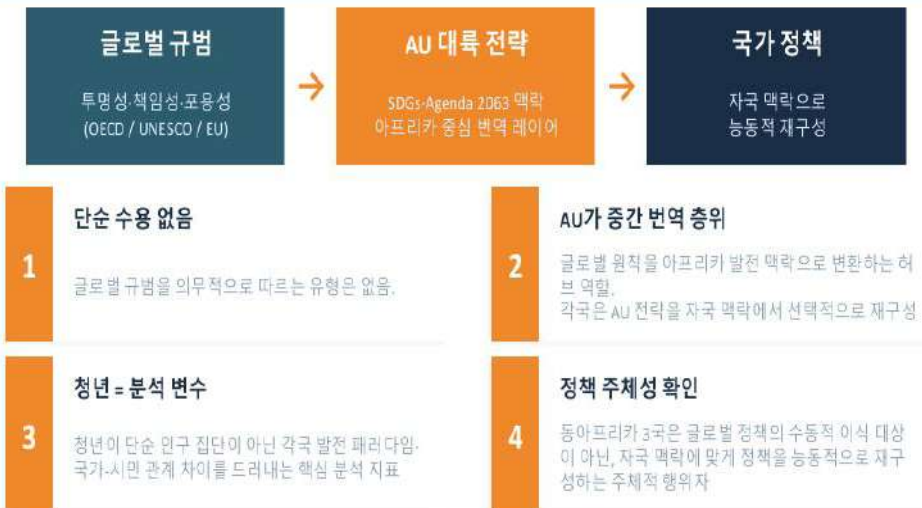 글로벌 규범
투명성·책임성·포용성
(OECD / UNESCO / EU)
→
AU 대륙 전략
SDGs·Agenda 2063 맥락
아프리카 중심 번역 레이어
→
국가 정책
자국 맥락으로
능동적 재구성
1
단순 수용 없음
글로벌 규범을 의무적으로 따르는 유형은 없음.
2
AU가 중간 번역 층위
글로벌 원칙을 아프리카 발전 맥락으로 변환하는 허
브 역할.
각국은 AU 전략을 자국 맥락에서 선택적으로 재구성
3
청년 = 분석 변수
청년이 단순 인구 집단이 아닌 각국 발전 패러다임·
국가-시민 관계 차이를 드러내는 핵심 분석 지표
4
정책 주체성 확인
동아프리카 3국은 글로벌 정책의 수동적 이식 대상
이 아닌, 자국 맥락에 맞게 정책을 능동적으로 재구
성하는 주체적 행위자